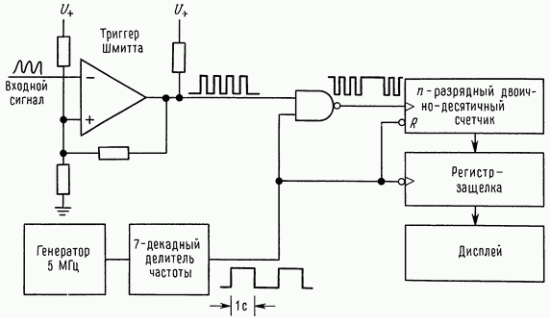 U+
U+
Триггер
Шмитта
Входной
сигнал
−
+
n-разрядный двоич-
но-десятичный
счетчик
R
Регистр-
защелка
Дисплей
Генератор
5 МГц
7-декадный
делитель
частоты
1с